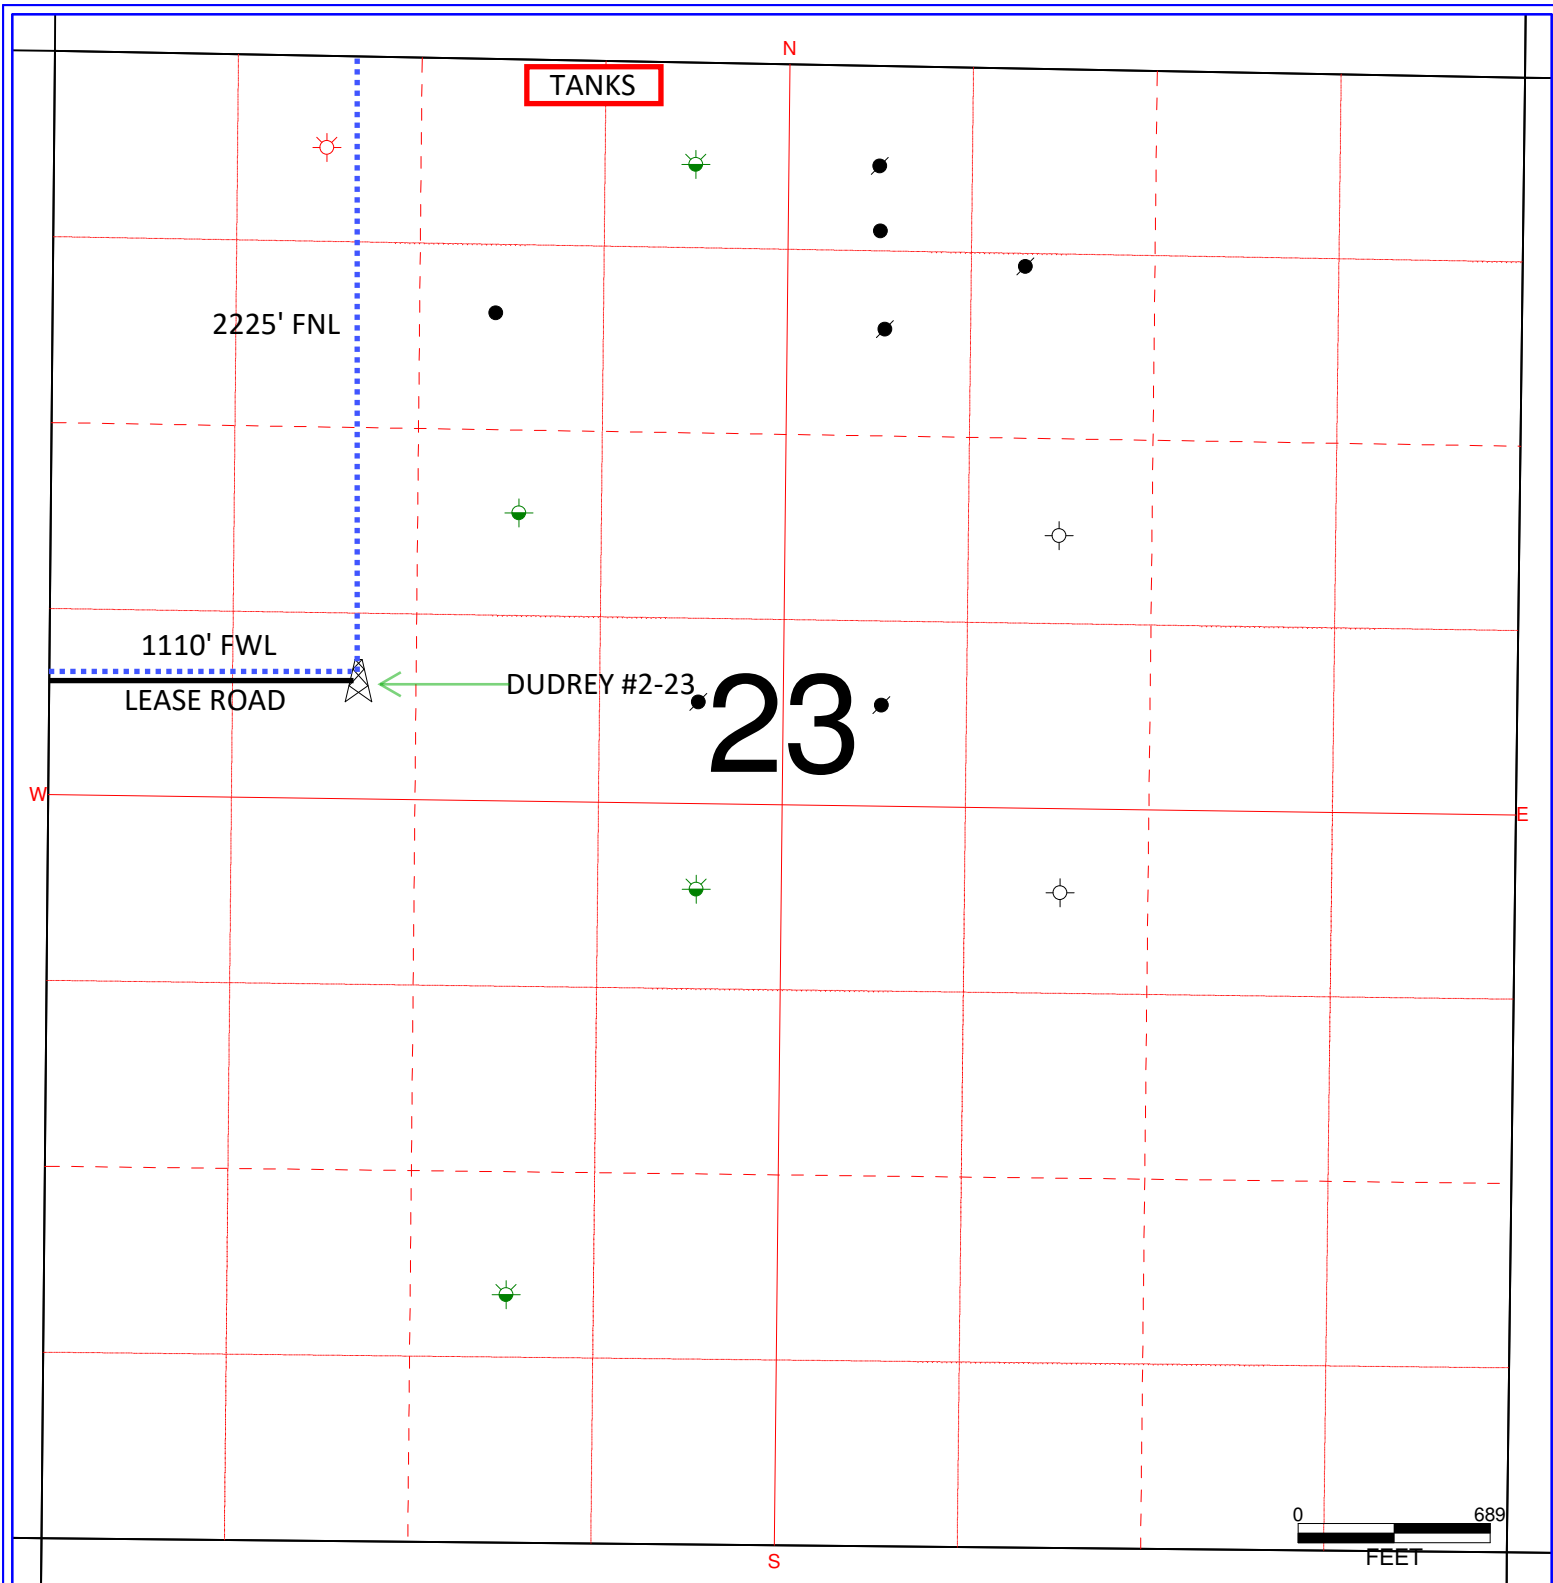 N
TANKS
2225' FNL
1110' FWL
LEASE ROAD
DUDREY #2-23
23
W
E
0 689
FEET
S